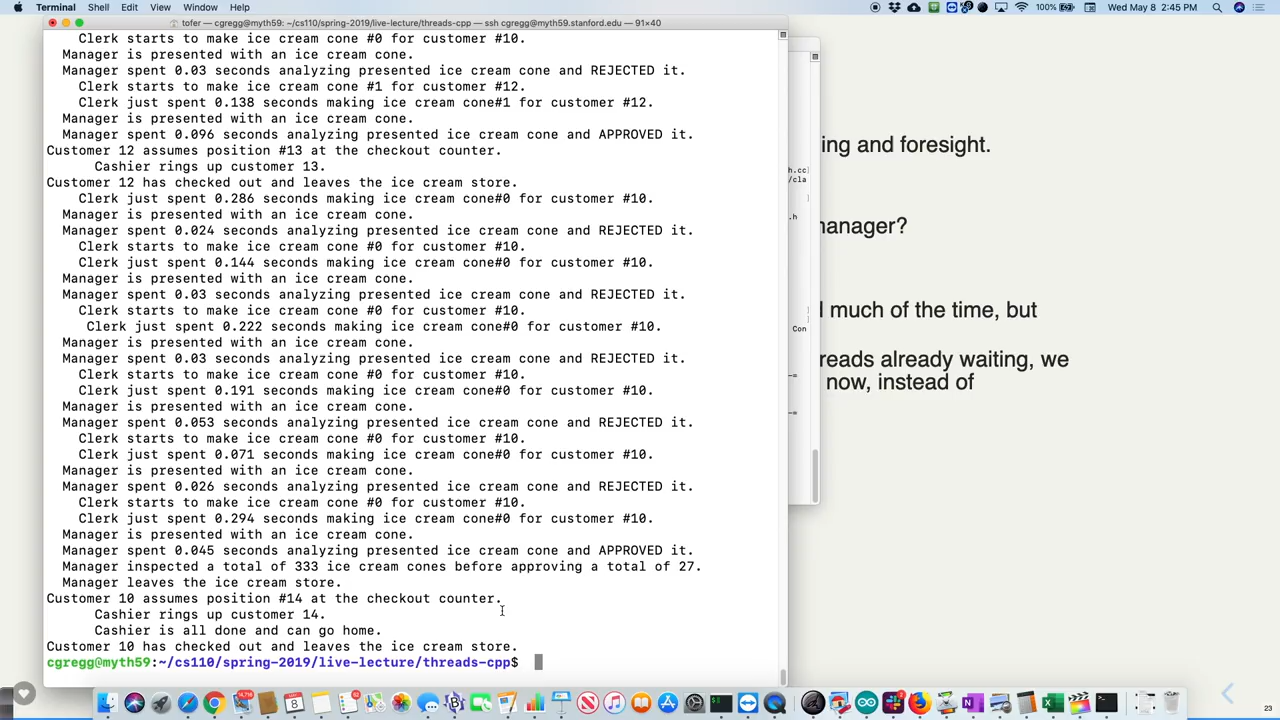 Terminal Shell Edit View Window Help 100% Wed May 8 2:45 PM
tofer — cgregg@myth59: ~/cs110/spring-2019/live-lecture/threads-cpp — ssh cgregg@myth59.stanford.edu — 91×40
Clerk starts to make ice cream cone #0 for customer #10.
Manager is presented with an ice cream cone.
Manager spent 0.03 seconds analyzing presented ice cream cone and REJECTED it.
Clerk starts to make ice cream cone #1 for customer #12.
Clerk just spent 0.138 seconds making ice cream cone#1 for customer #12.
Manager is presented with an ice cream cone.
Manager spent 0.096 seconds analyzing presented ice cream cone and APPROVED it.
Customer 12 assumes position #13 at the checkout counter.
Cashier rings up customer 13.
Customer 12 has checked out and leaves the ice cream store.
Clerk just spent 0.286 seconds making ice cream cone#0 for customer #10.
Manager is presented with an ice cream cone.
Manager spent 0.024 seconds analyzing presented ice cream cone and REJECTED it.
Clerk starts to make ice cream cone #0 for customer #10.
Clerk just spent 0.144 seconds making ice cream cone#0 for customer #10.
Manager is presented with an ice cream cone.
Manager spent 0.03 seconds analyzing presented ice cream cone and REJECTED it.
Clerk starts to make ice cream cone #0 for customer #10.
Clerk just spent 0.222 seconds making ice cream cone#0 for customer #10.
Manager is presented with an ice cream cone.
Manager spent 0.03 seconds analyzing presented ice cream cone and REJECTED it.
Clerk starts to make ice cream cone #0 for customer #10.
Clerk just spent 0.191 seconds making ice cream cone#0 for customer #10.
Manager is presented with an ice cream cone.
Manager spent 0.053 seconds analyzing presented ice cream cone and REJECTED it.
Clerk starts to make ice cream cone #0 for customer #10.
Clerk just spent 0.071 seconds making ice cream cone#0 for customer #10.
Manager is presented with an ice cream cone.
Manager spent 0.026 seconds analyzing presented ice cream cone and REJECTED it.
Clerk starts to make ice cream cone #0 for customer #10.
Clerk just spent 0.294 seconds making ice cream cone#0 for customer #10.
Manager is presented with an ice cream cone.
Manager spent 0.045 seconds analyzing presented ice cream cone and APPROVED it.
Manager inspected a total of 333 ice cream cones before approving a total of 27.
Manager leaves the ice cream store.
Customer 10 assumes position #14 at the checkout counter.
Cashier rings up customer 14.
Cashier is all done and can go home.
Customer 10 has checked out and leaves the ice cream store.
cgregg@myth59:~/cs110/spring-2019/live-lecture/threads-cpp$
h.cc
/cla
.h
Con
ing and foresight.
manager?
much of the time, but
reads already waiting, we
now, instead of
23